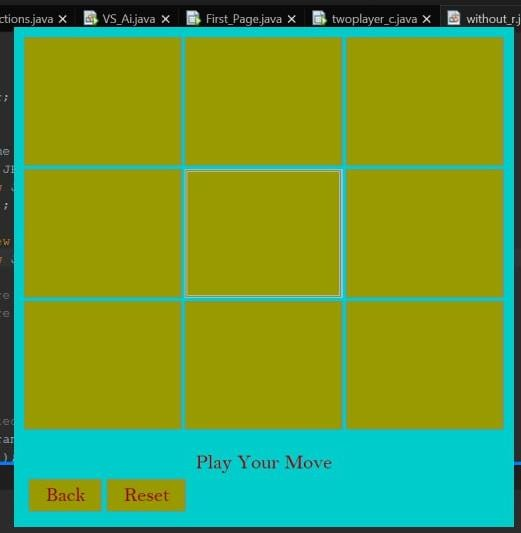 ctions.java × VS_Ai.java × First_Page.java × twoplayer_c.java × without_r.j
Play Your Move
Back Reset